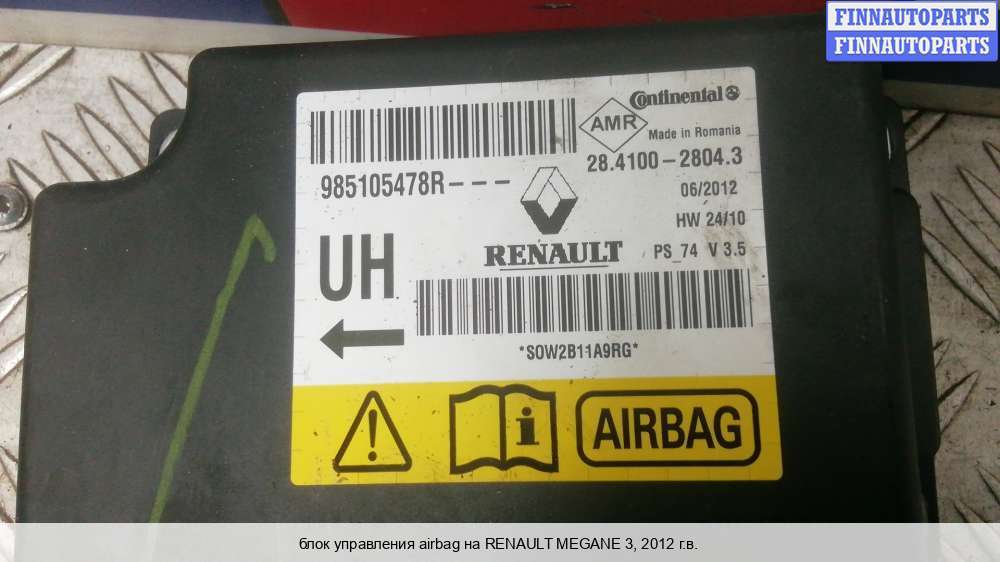 FINNAUTOPARTS
FINNAUTOPARTS
Continental
AMR
Made in Romania
28.4100-2804.3
985105478R---
06/2012
HW 24/10
UH
RENAULT
PS_74 V 3.5
*S0W2B11A9RG*
AIRBAG
блок управления airbag на RENAULT MEGANE 3, 2012 г.в.